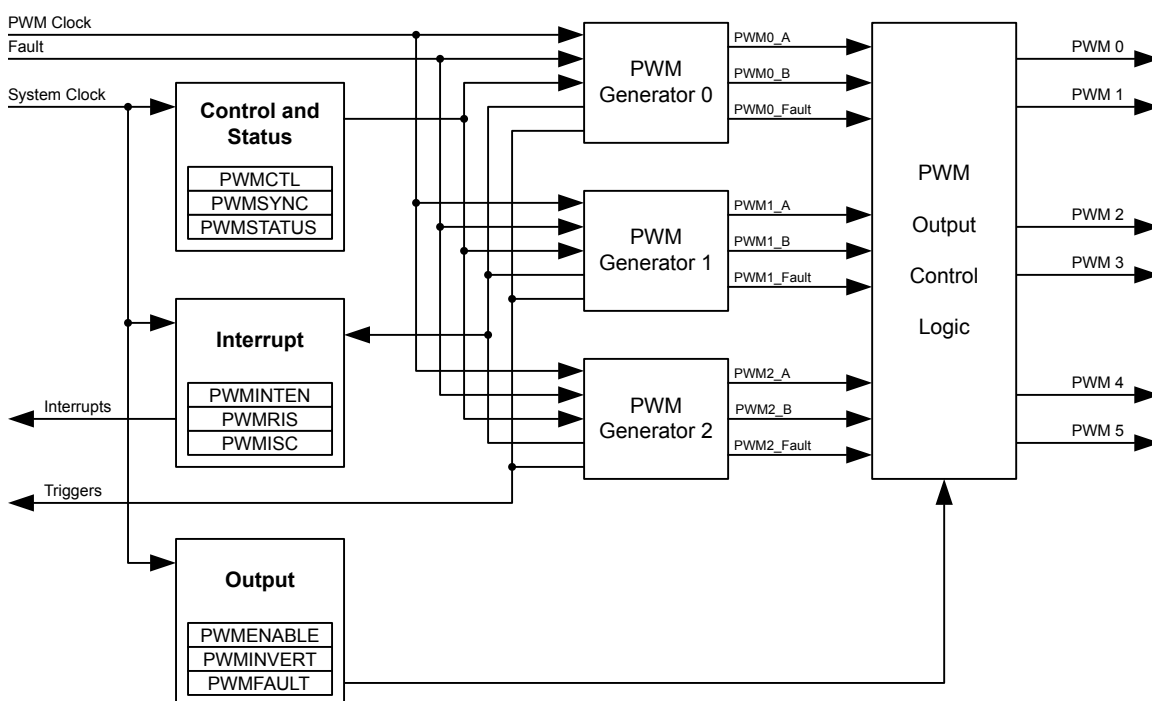 PWM Clock
Fault
System Clock
Control and
Status
PWMCTL
PWMSYNC
PWMSTATUS
Interrupt
PWMINTEN
PWMRIS
PWMISC
Interrupts
Triggers
Output
PWMENABLE
PWMINVERT
PWMFAULT
PWM
Generator 0
PWM0_A
PWM0_B
PWM0_Fault
PWM
Generator 1
PWM1_A
PWM1_B
PWM1_Fault
PWM
Generator 2
PWM2_A
PWM2_B
PWM2_Fault
PWM
Output
Control
Logic
PWM 0
PWM 1
PWM 2
PWM 3
PWM 4
PWM 5